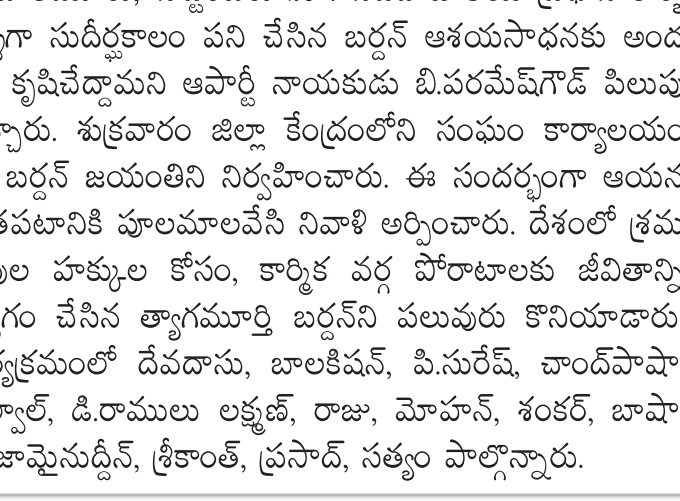 గా సుదీర్ఘకాలం పని చేసిన బర్దన్ ఆశయసాధనకు అంద
కృషిచేద్దామని ఆపార్టీ నాయకుడు బి.పరమేష్‌గౌడ్ పిలుపు
చ్చారు. శుక్రవారం జిల్లా కేంద్రంలోని సంఘం కార్యాలయం
బర్దన్ జయంతిని నిర్వహించారు. ఈ సందర్భంగా ఆయన
తపటానికి పూలమాలవేసి నివాళి అర్పించారు. దేశంలో శ్రమ
ల హక్కుల కోసం, కార్మిక వర్గ పోరాటాలకు జీవితాన్ని
గం చేసిన త్యాగమూర్తి బర్దన్‌ని పలువురు కొనియాడారు
ర్యక్రమంలో దేవదాసు, బాలకిషన్, పి.సురేష్, చాంద్‌పాషా
వాల్, డి.రాములు లక్ష్మణ్, రాజు, మోహన్, శంకర్, బాషా
జామైనుద్దీన్, శ్రీకాంత్, ప్రసాద్, సత్యం పాల్గొన్నారు.